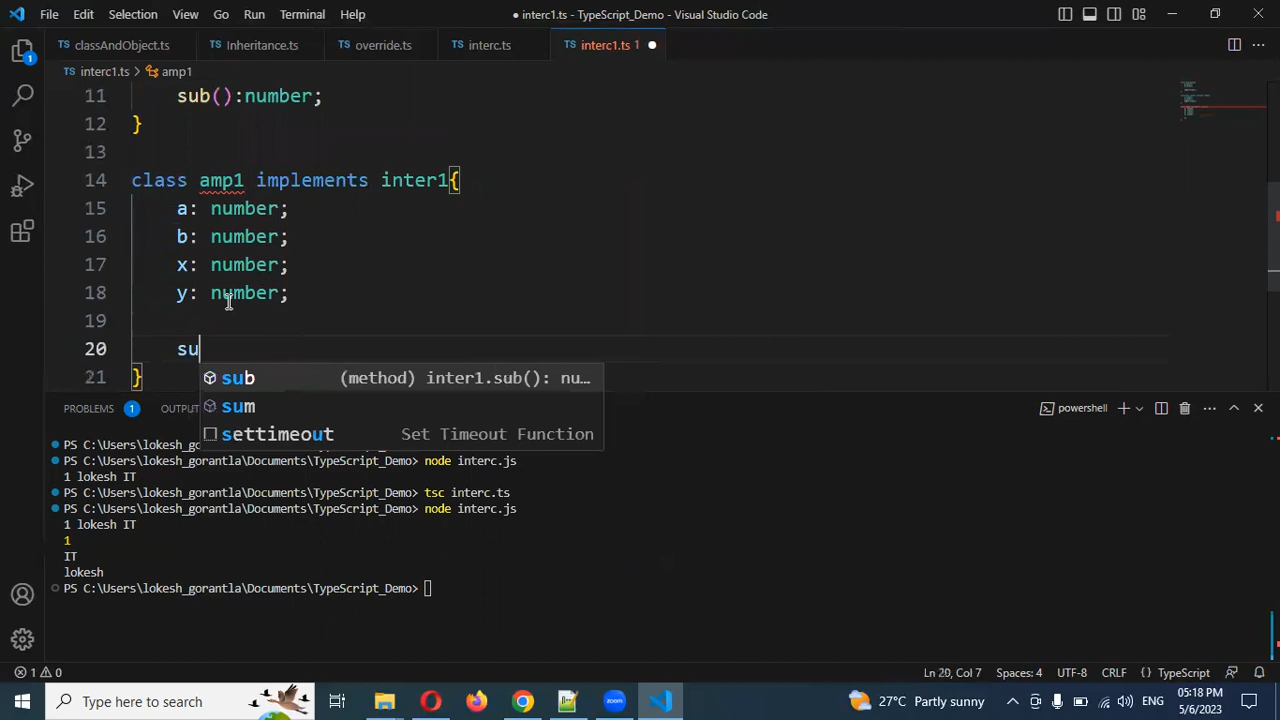 File Edit Selection View Go Run Terminal Help
interc1.ts - TypeScript_Demo - Visual Studio Code
TS classAndObject.ts TS Inheritance.ts TS override.ts TS interc.ts TS interc1.ts 1
interc1.ts > amp1
11 sub():number;
12 }
13
14 class amp1 implements inter1{
15 a: number;
16 b: number;
17 x: number;
18 y: number;
19
20 su
21 }
sub (method) inter1.sub(): nu…
sum
settimeout Set Timeout Function
PROBLEMS 1 OUTPU
powershell
PS C:\Users\lokesh_gorantla\Documents\TypeScript_Demo> node interc.js
1 lokesh IT
PS C:\Users\lokesh_gorantla\Documents\TypeScript_Demo> tsc interc.ts
PS C:\Users\lokesh_gorantla\Documents\TypeScript_Demo> node interc.js
1 lokesh IT
1
IT
lokesh
PS C:\Users\lokesh_gorantla\Documents\TypeScript_Demo>
1 0 Ln 20, Col 7 Spaces: 4 UTF-8 CRLF {} TypeScript
Type here to search
27°C Partly sunny
ENG
05:18 PM
5/6/2023